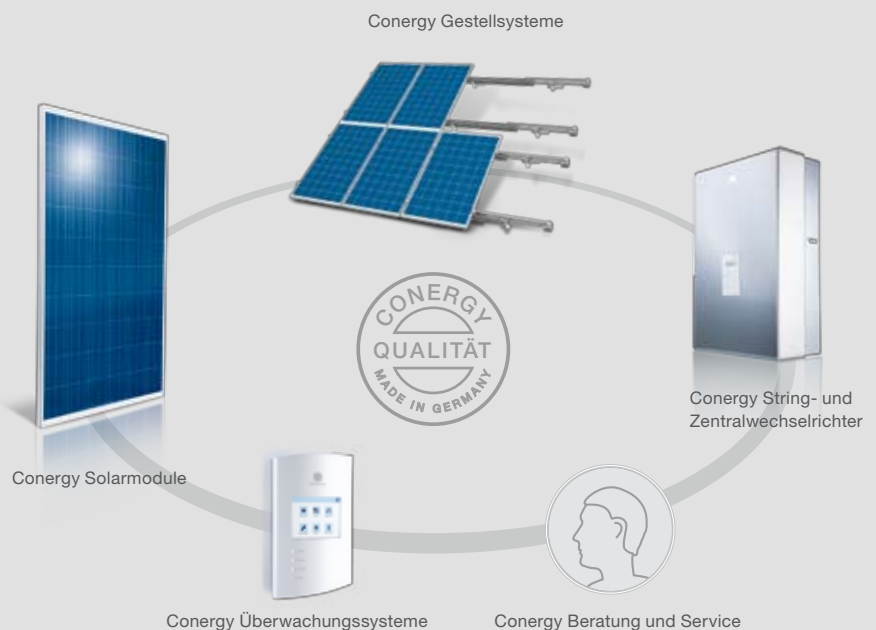 Conergy Gestellsysteme
CONERGY
QUALITÄT
MADE IN GERMANY
Conergy String- und
Zentralwechselrichter
Conergy Solarmodule
Conergy Überwachungssysteme
Conergy Beratung und Service